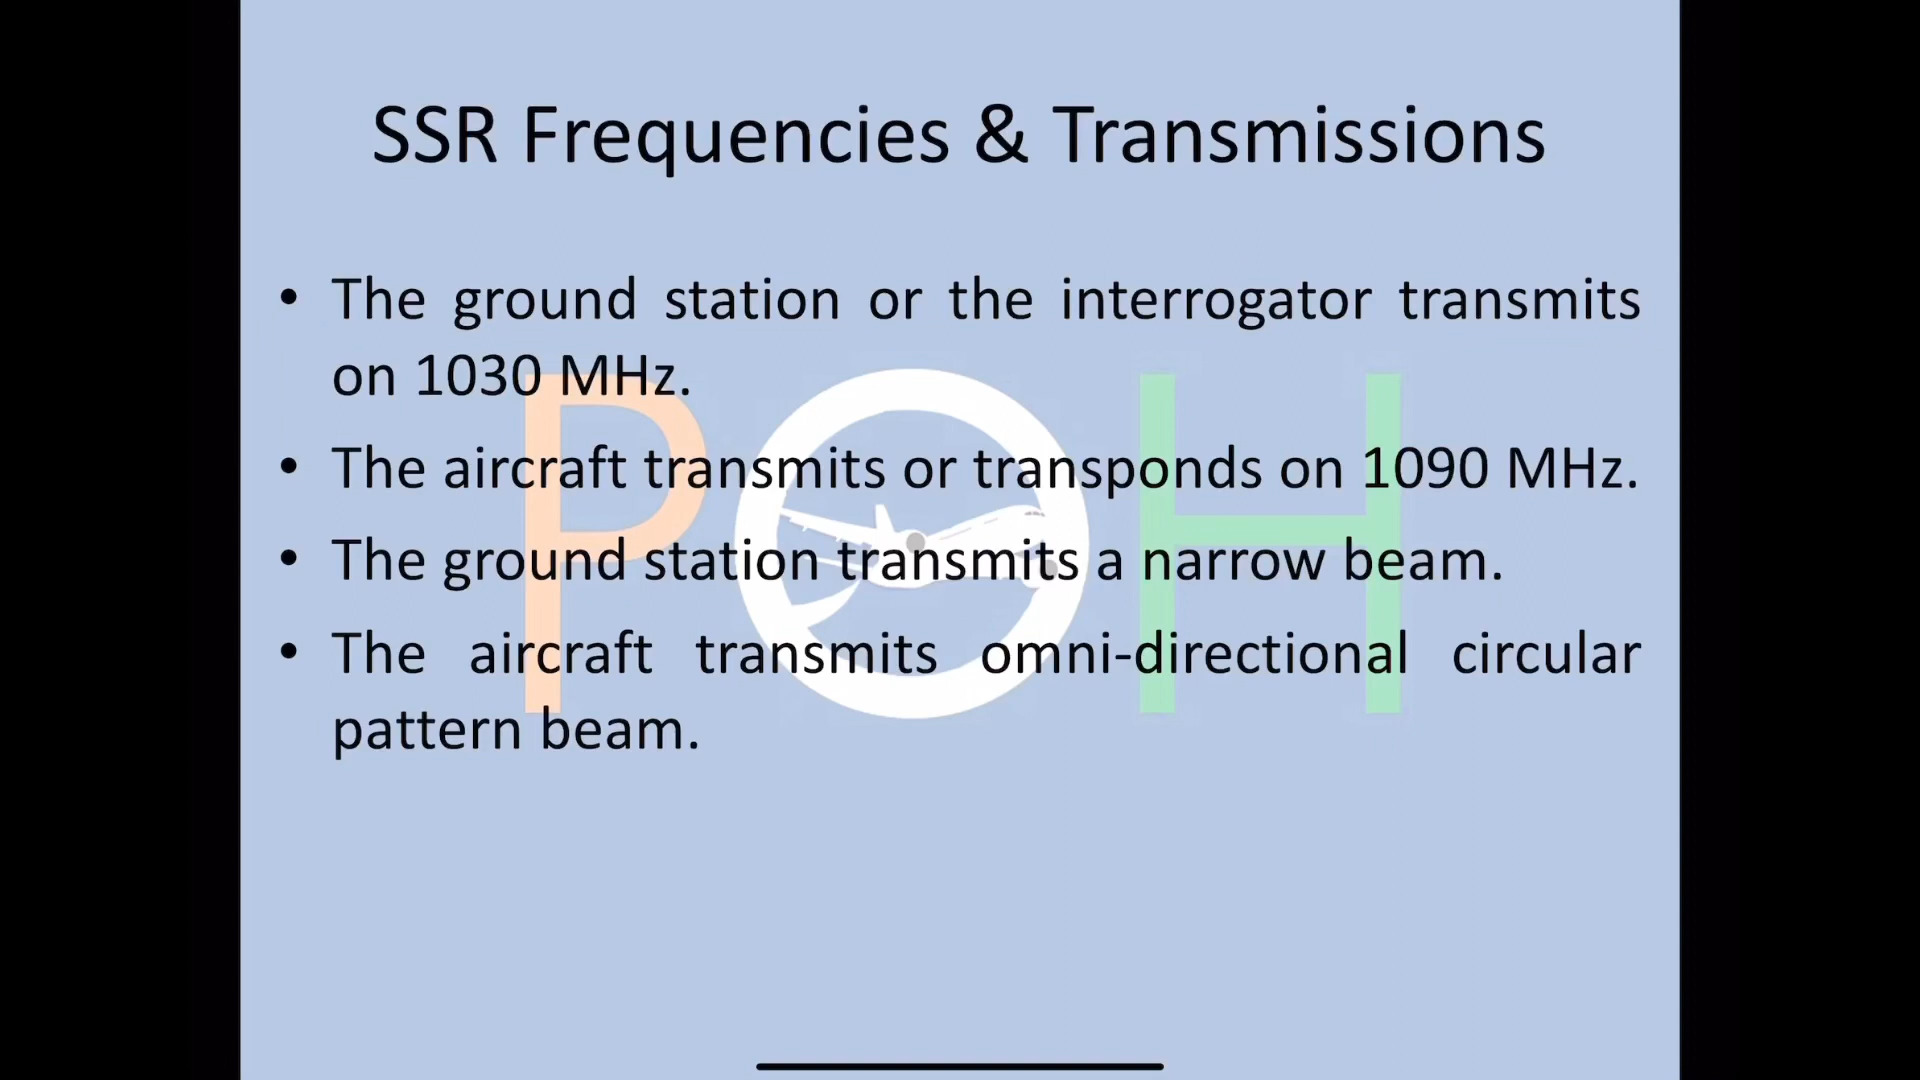 SSR Frequencies & Transmissions
• The ground station or the interrogator transmits
on 1030 MHz.
• The aircraft transmits or transponds on 1090 MHz.
• The ground station transmits a narrow beam.
• The aircraft transmits omni-directional circular
pattern beam.
POH